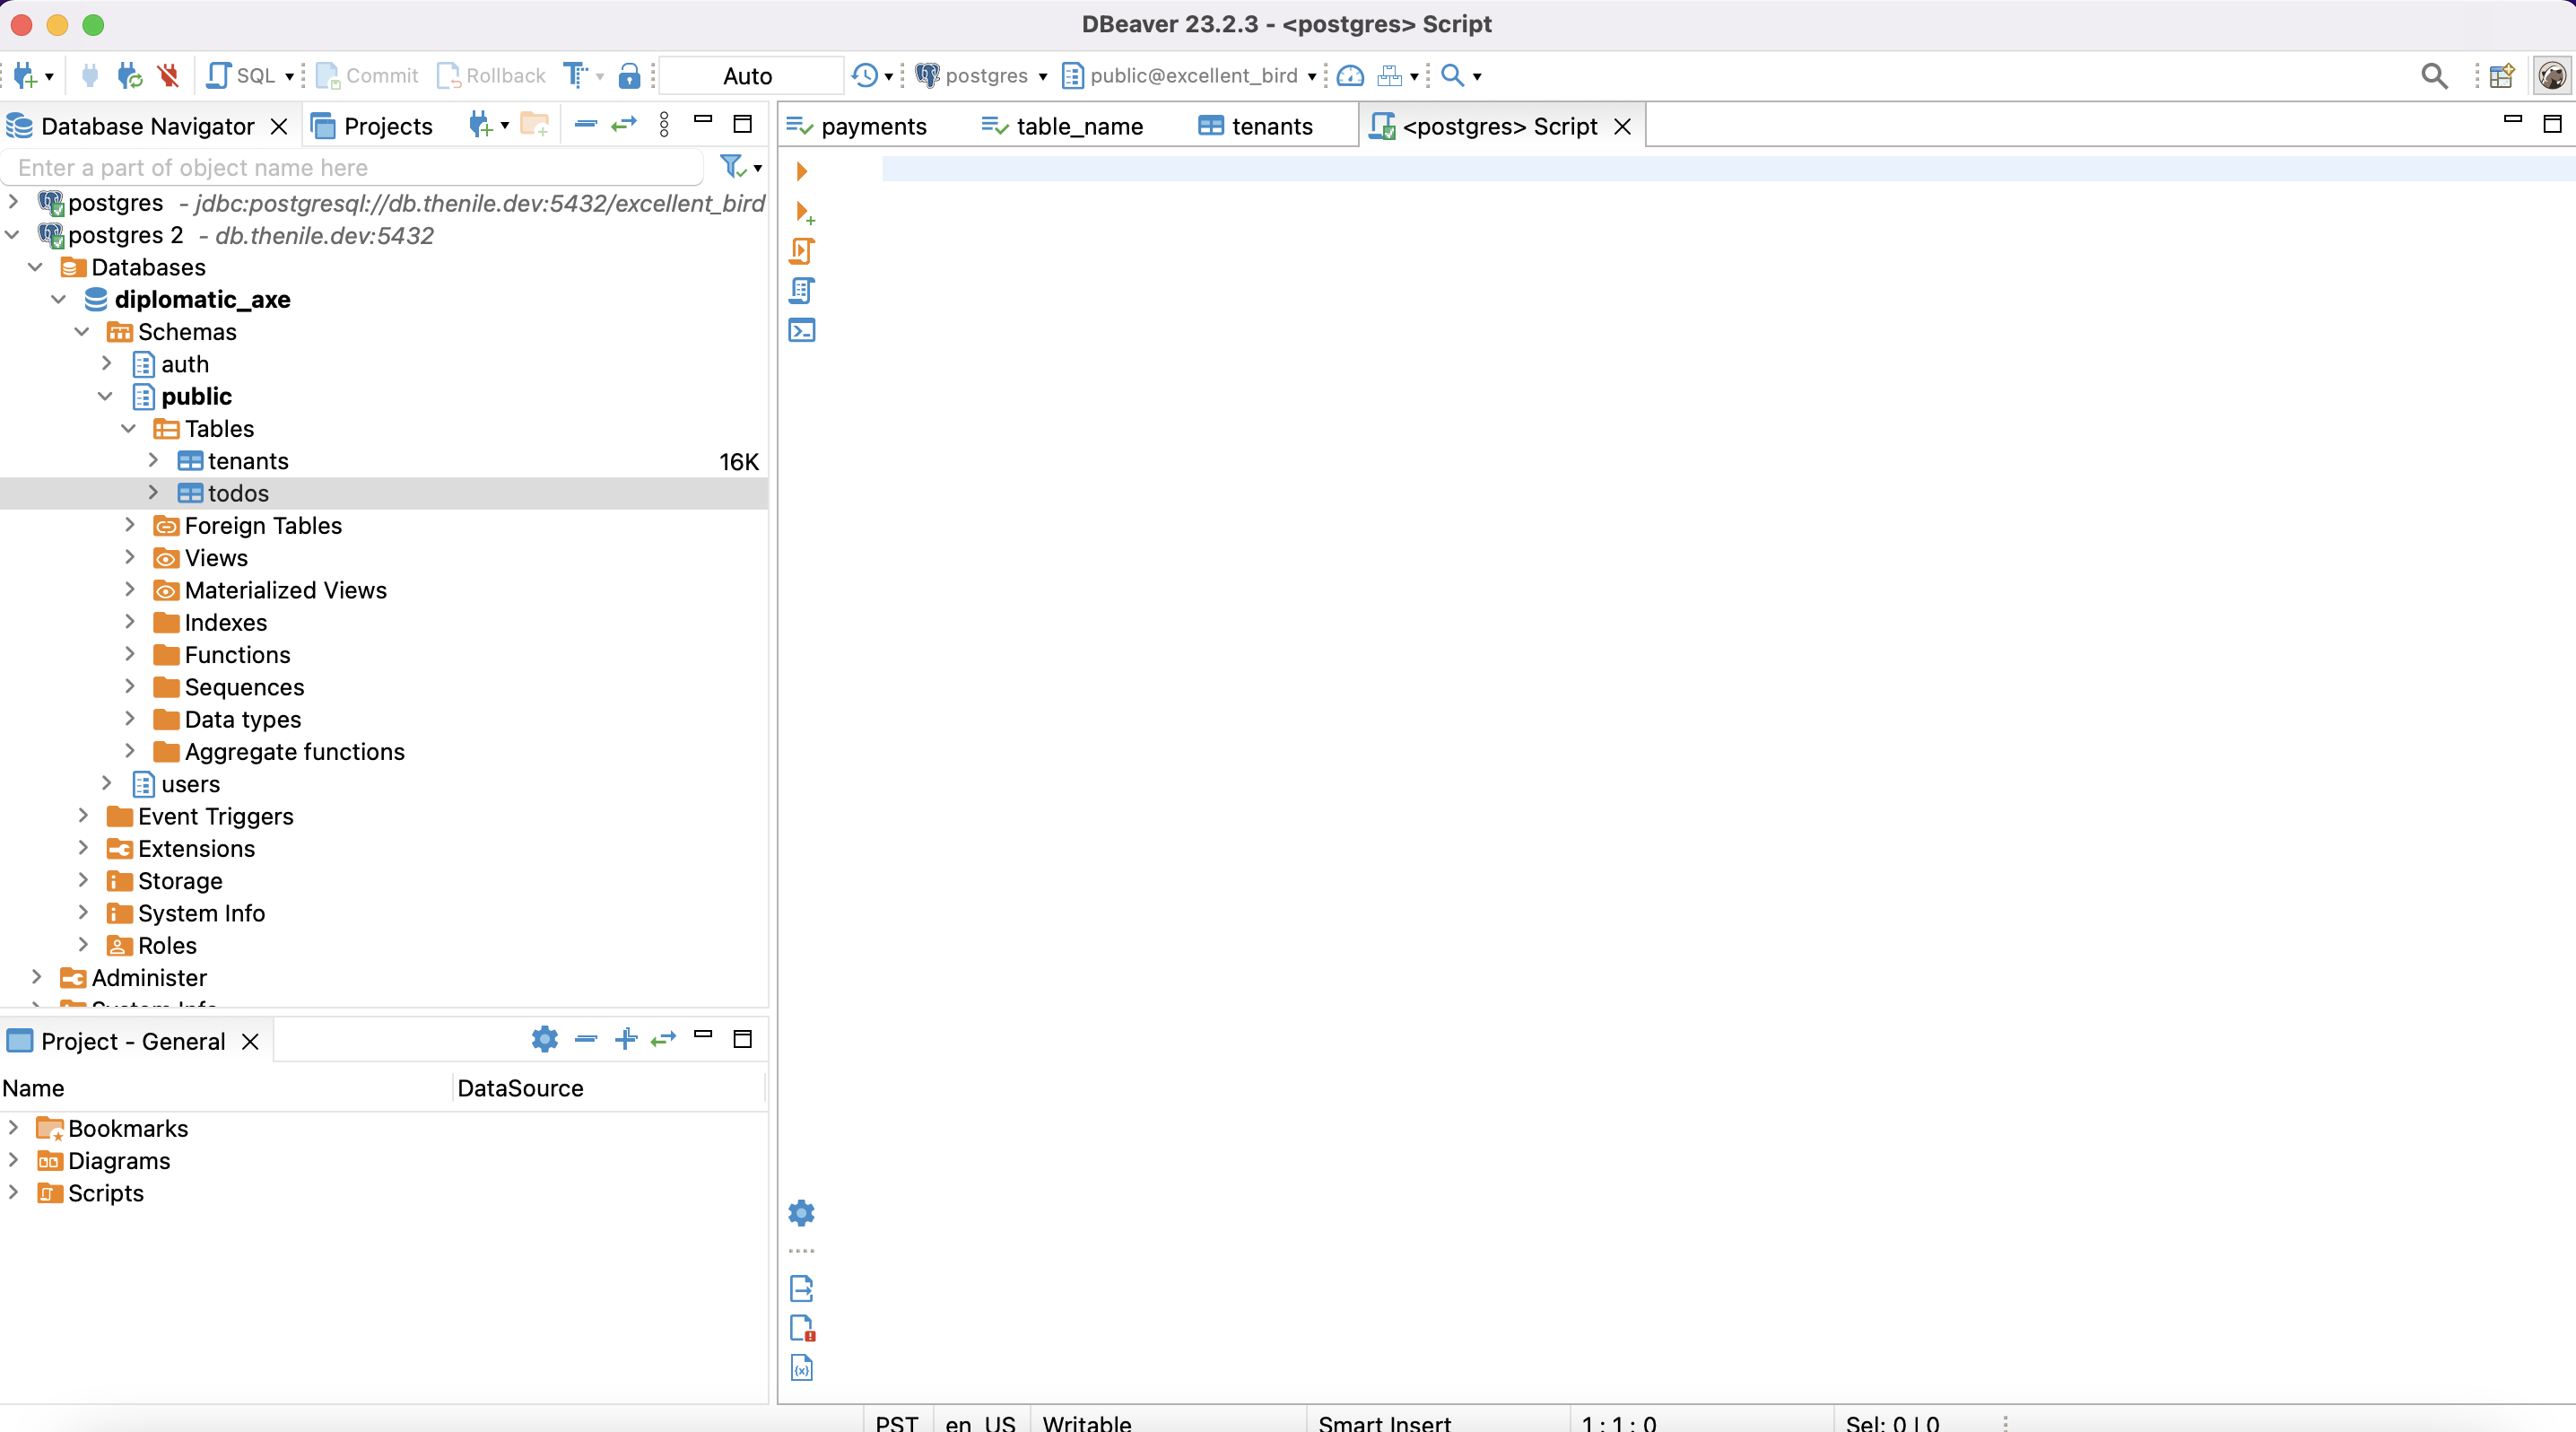 DBeaver 23.2.3 - <postgres> Script
SQL Commit Rollback Auto postgres public@excellent_bird
Database Navigator Projects
Enter a part of object name here
postgres - jdbc:postgresql://db.thenile.dev:5432/excellent_bird
postgres 2 - db.thenile.dev:5432
Databases
diplomatic_axe
Schemas
auth
public
Tables
tenants 16K
todos
Foreign Tables
Views
Materialized Views
Indexes
Functions
Sequences
Data types
Aggregate functions
users
Event Triggers
Extensions
Storage
System Info
Roles
Administer
System Info
Project - General
Name DataSource
Bookmarks
Diagrams
Scripts
payments table_name tenants <postgres> Script
PST en_US Writable Smart Insert 1 : 1 : 0 Sel: 0 | 0